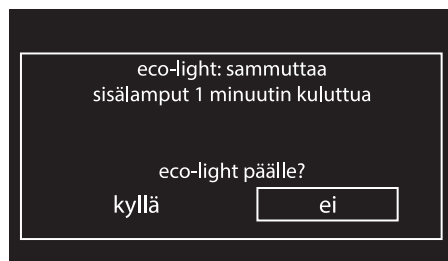 eco-light: sammuttaa
sisälamput 1 minuutin kuluttua
eco-light päälle?
kyllä ei